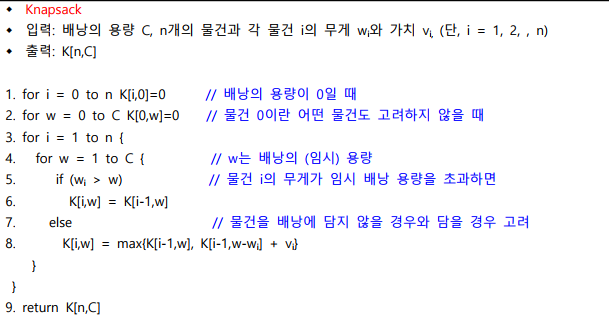 ◆ Knapsack
◆ 입력: 배낭의 용량 C, n개의 물건과 각 물건 i의 무게 wᵢ와 가치 vᵢ, (단, i = 1, 2, , n)
◆ 출력: K[n,C]
1. for i = 0 to n K[i,0]=0 // 배낭의 용량이 0일 때
2. for w = 0 to C K[0,w]=0 // 물건 0이란 어떤 물건도 고려하지 않을 때
3. for i = 1 to n {
4. for w = 1 to C { // w는 배낭의 (임시) 용량
5. if (wᵢ > w) // 물건 i의 무게가 임시 배낭 용량을 초과하면
6. K[i,w] = K[i-1,w]
7. else // 물건을 배낭에 담지 않을 경우와 담을 경우 고려
8. K[i,w] = max{K[i-1,w], K[i-1,w-wᵢ] + vᵢ}
}
}
9. return K[n,C]